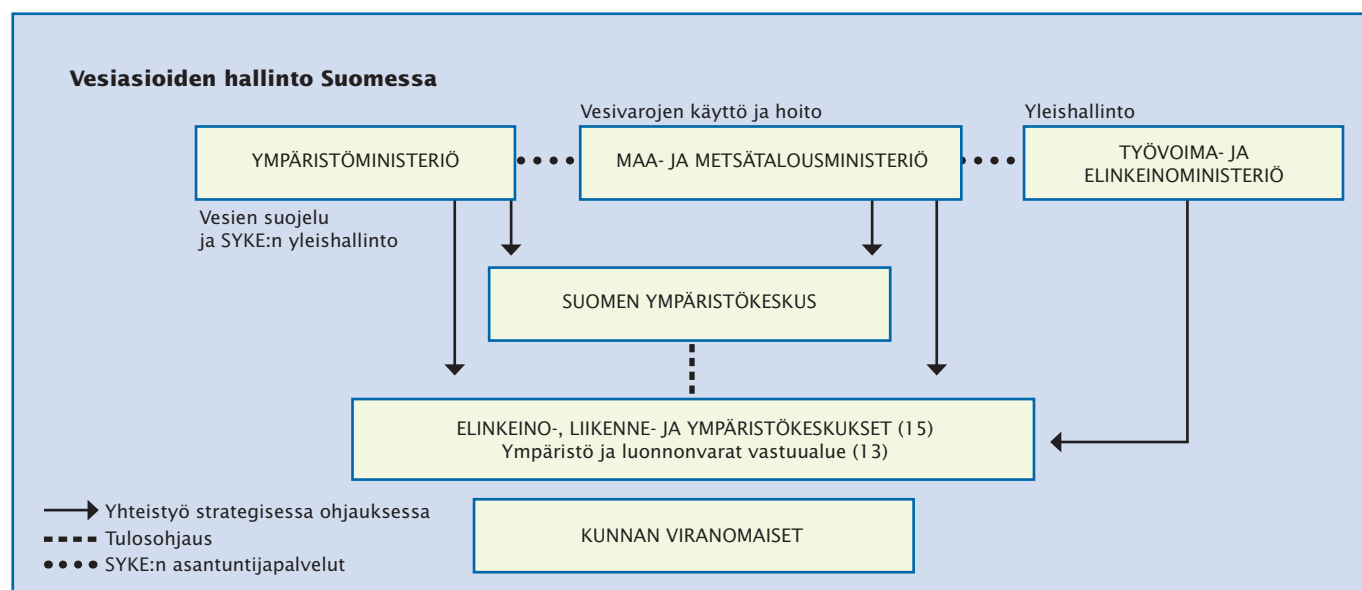 Vesiasioiden hallinto Suomessa
Vesivarojen käyttö ja hoito
Yleishallinto
YMPÄRISTÖMINISTERIÖ
MAA- JA METSÄTALOUSMINISTERIÖ
TYÖVOIMA- JA
ELINKEINOMINISTERIÖ
Vesien suojelu
ja SYKE:n yleishallinto
SUOMEN YMPÄRISTÖKESKUS
ELINKEINO-, LIIKENNE- JA YMPÄRISTÖKESKUKSET (15)
Ympäristö ja luonnonvarat vastuualue (13)
KUNNAN VIRANOMAISET
Yhteistyö strategisessa ohjauksessa
Tulosohjaus
SYKE:n asantuntijapalvelut